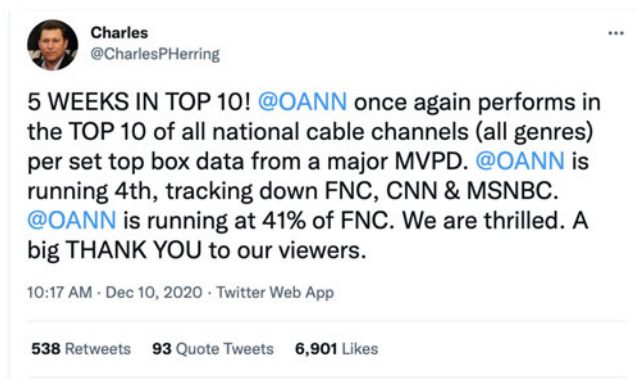 Charles
@CharlesPHerring
5 WEEKS IN TOP 10! @OANN once again performs in
the TOP 10 of all national cable channels (all genres)
per set top box data from a major MVPD. @OANN is
running 4th, tracking down FNC, CNN & MSNBC.
@OANN is running at 41% of FNC. We are thrilled. A
big THANK YOU to our viewers.
10:17 AM · Dec 10, 2020 · Twitter Web App
538 Retweets 93 Quote Tweets 6,901 Likes